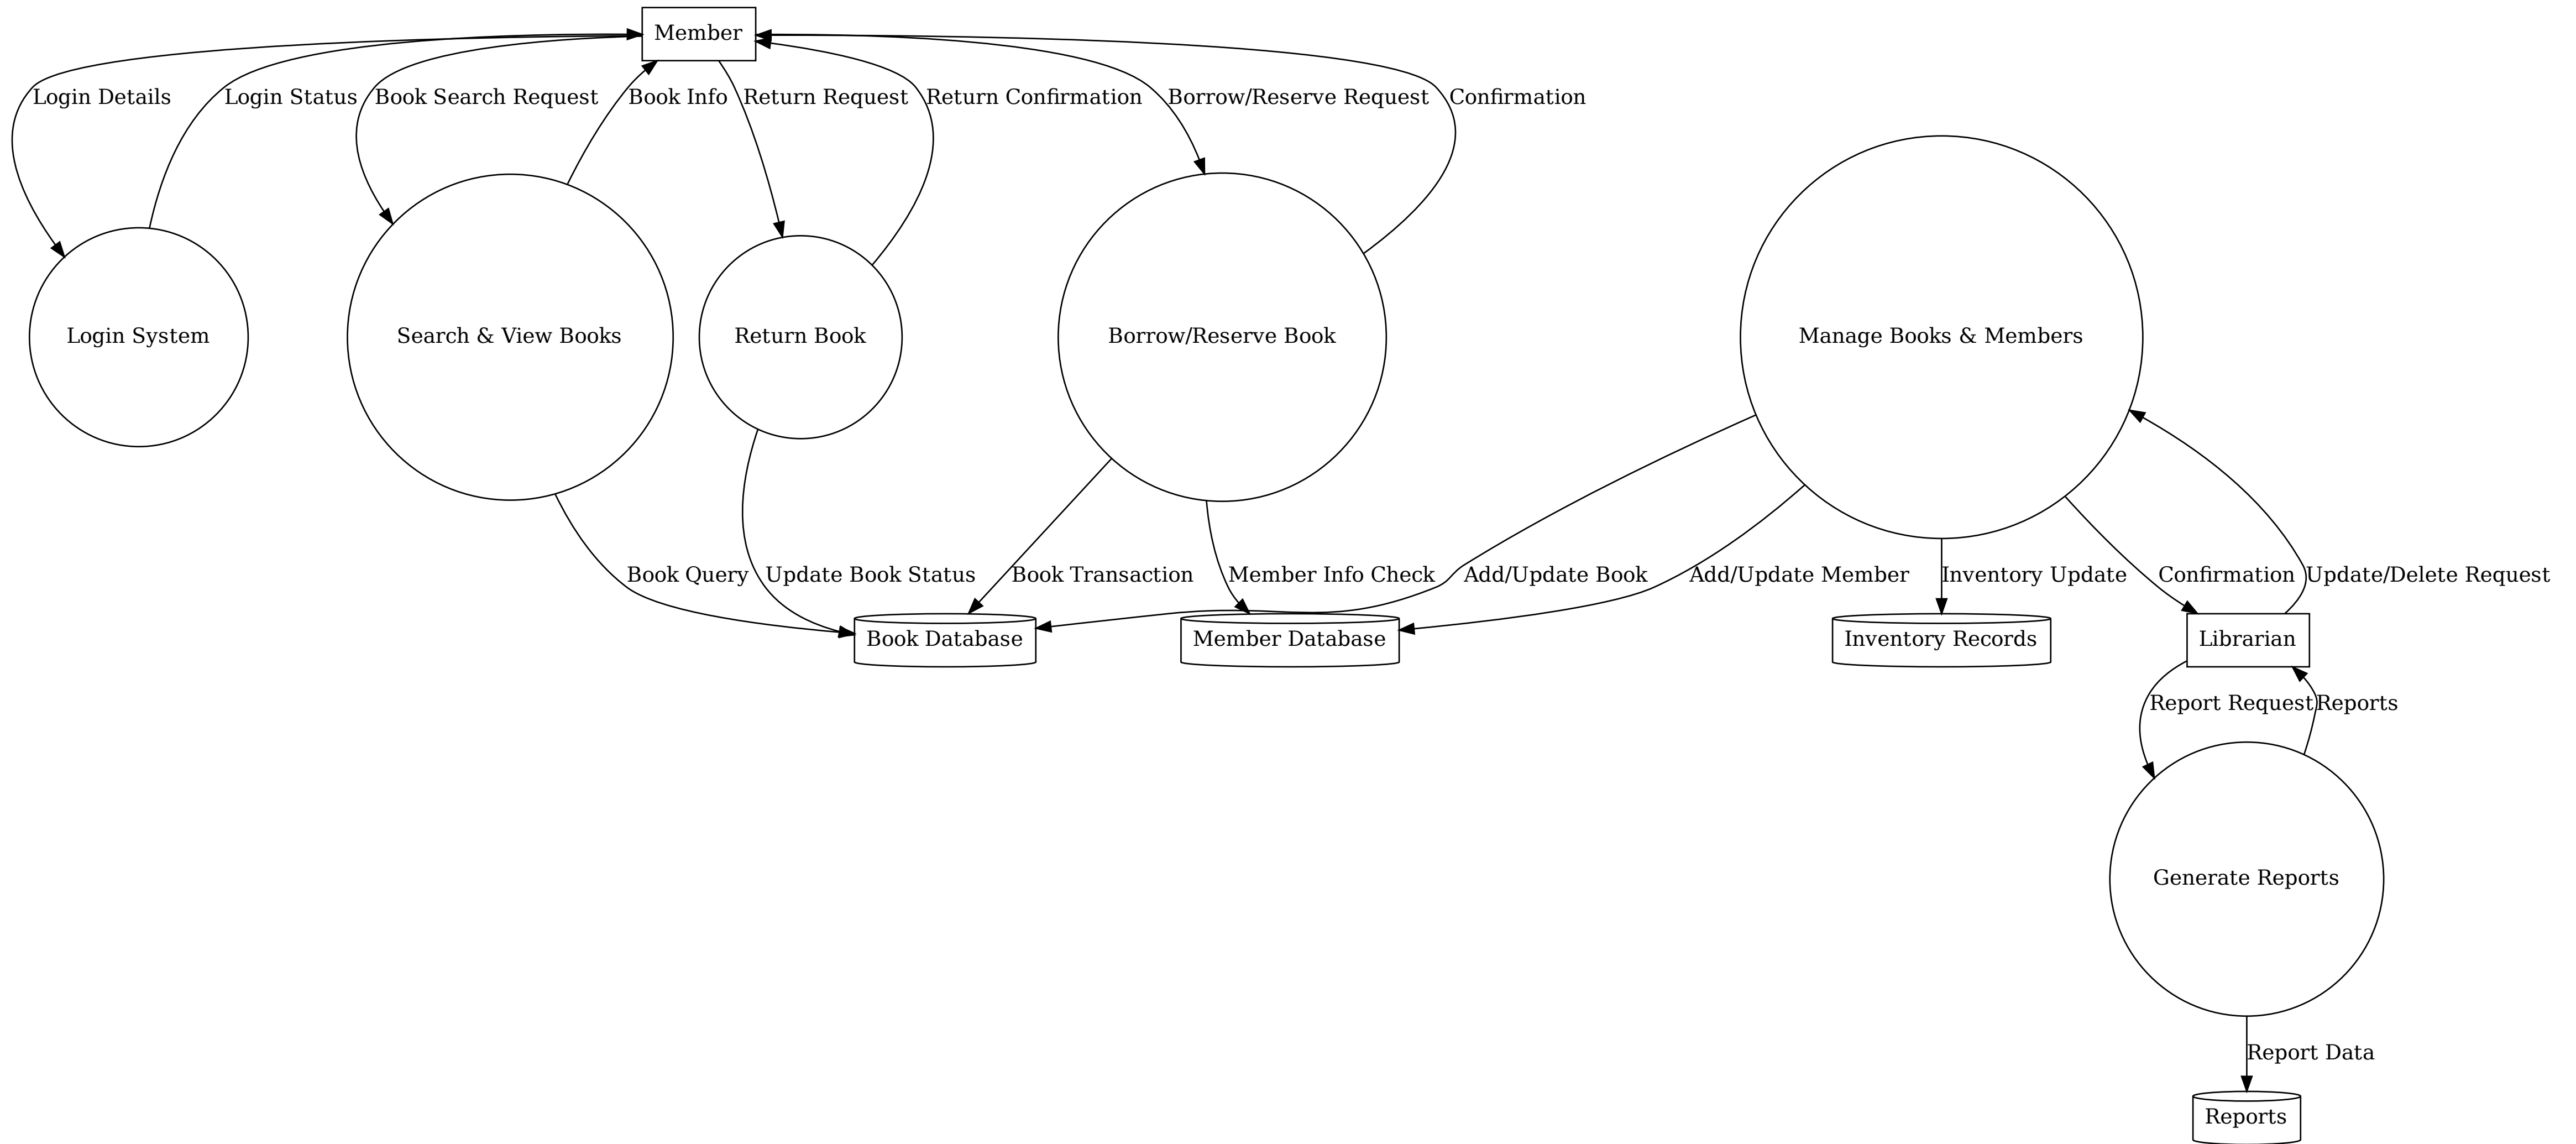 Member
Login Details
Login Status
Book Search Request
Book Info
Return Request
Return Confirmation
Borrow/Reserve Request
Confirmation
Login System
Search & View Books
Return Book
Borrow/Reserve Book
Manage Books & Members
Book Query
Update Book Status
Book Transaction
Member Info Check
Add/Update Book
Add/Update Member
Inventory Update
Confirmation
Update/Delete Request
Book Database
Member Database
Inventory Records
Librarian
Report Request
Reports
Generate Reports
Report Data
Reports